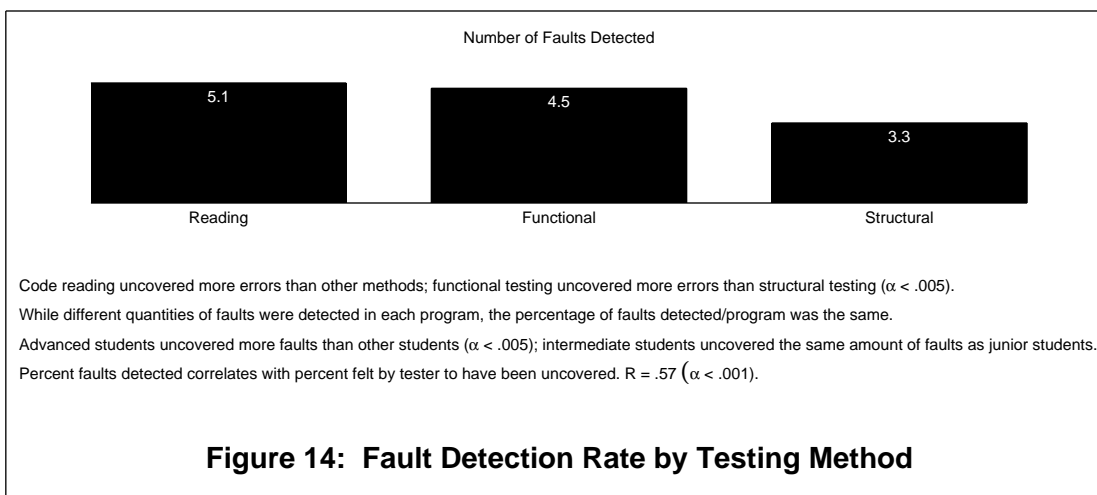 Number of Faults Detected
5.1
4.5
3.3
Reading
Functional
Structural
Code reading uncovered more errors than other methods; functional testing uncovered more errors than structural testing (α < .005).
While different quantities of faults were detected in each program, the percentage of faults detected/program was the same.
Advanced students uncovered more faults than other students (α < .005); intermediate students uncovered the same amount of faults as junior students.
Percent faults detected correlates with percent felt by tester to have been uncovered. R = .57 (α < .001).
Figure 14: Fault Detection Rate by Testing Method